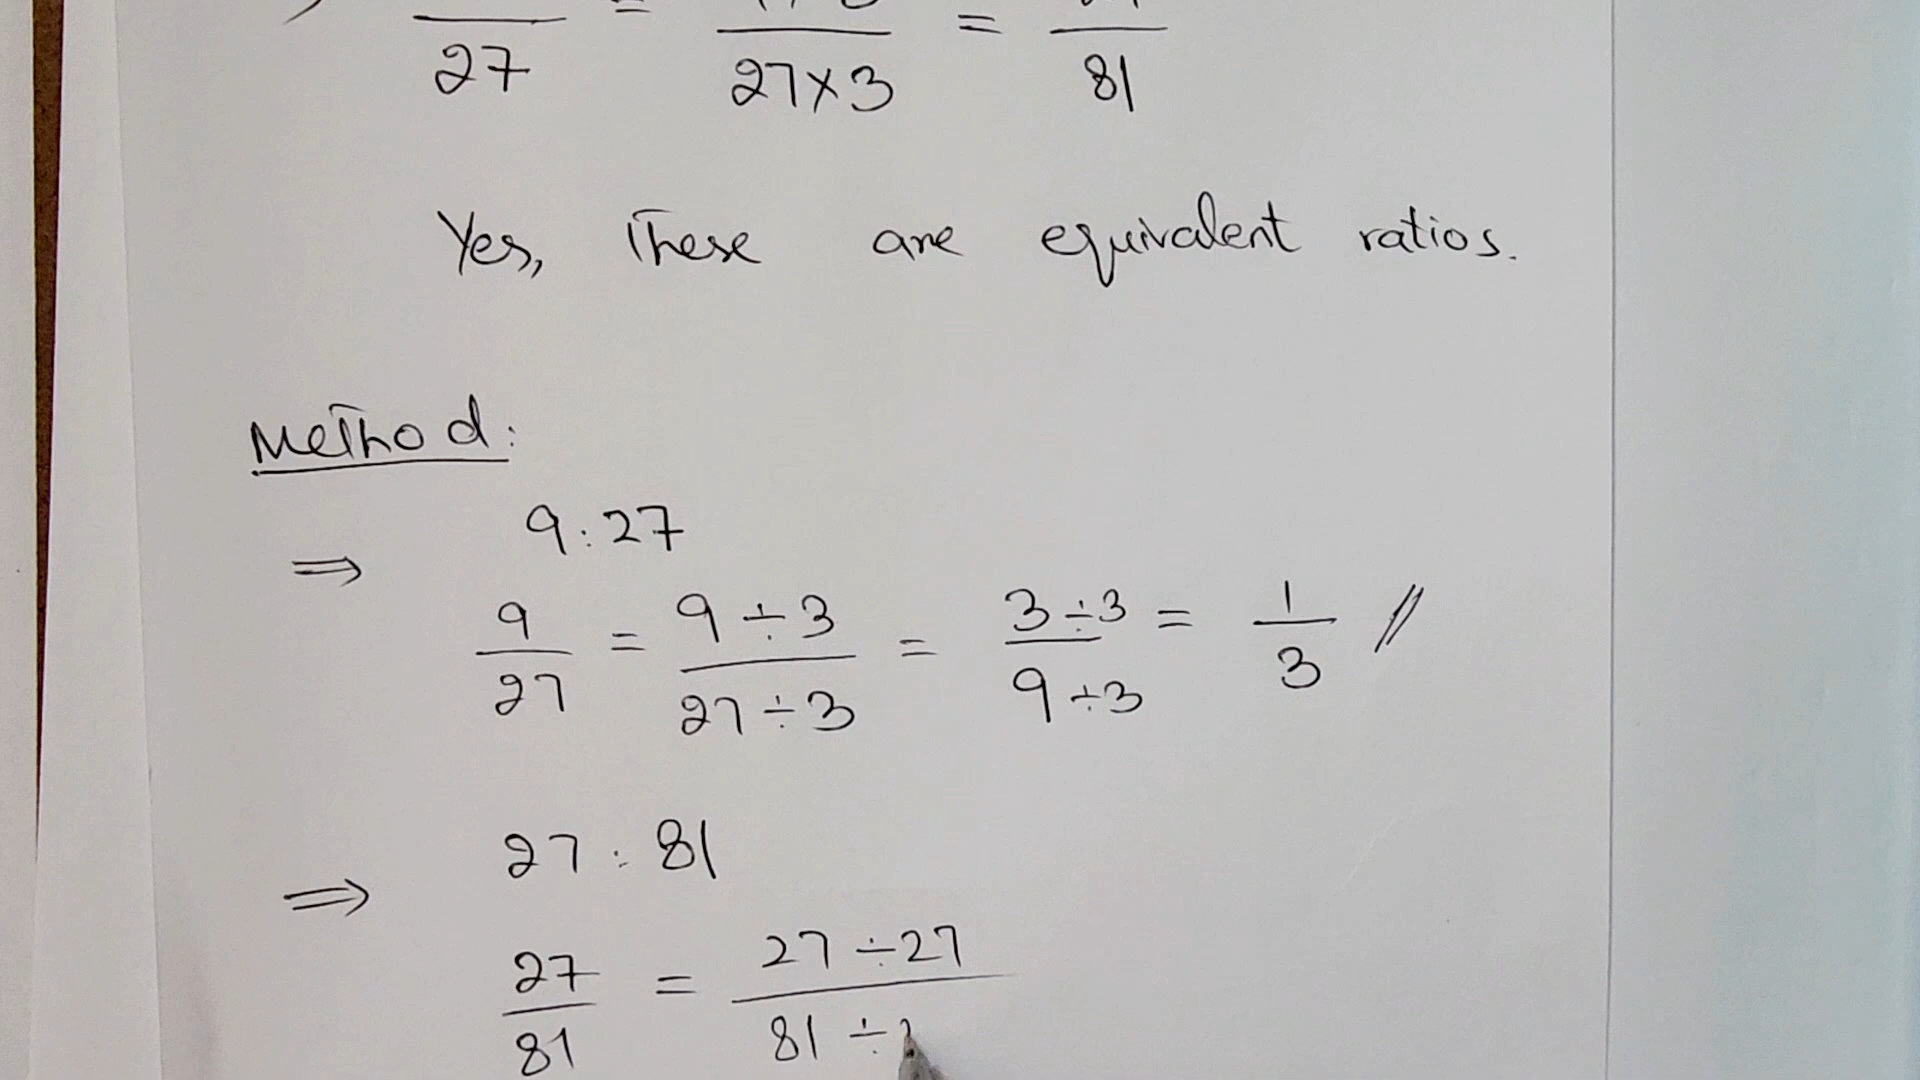 27 = 27×3 = 81
Yes, These are equivalent ratios.
Method:
⇒ 9:27
9/27 = 9÷3/27÷3 = 3÷3/9÷3 = 1/3 //
⇒ 27:81
27/81 = 27÷27/81÷